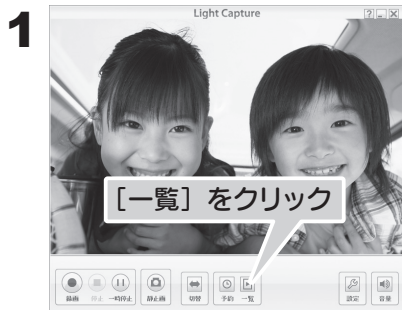 1
Light Capture
[一覧] をクリック
録画 停止 一時停止 静止画 切替 予約 一覧 設定 音量